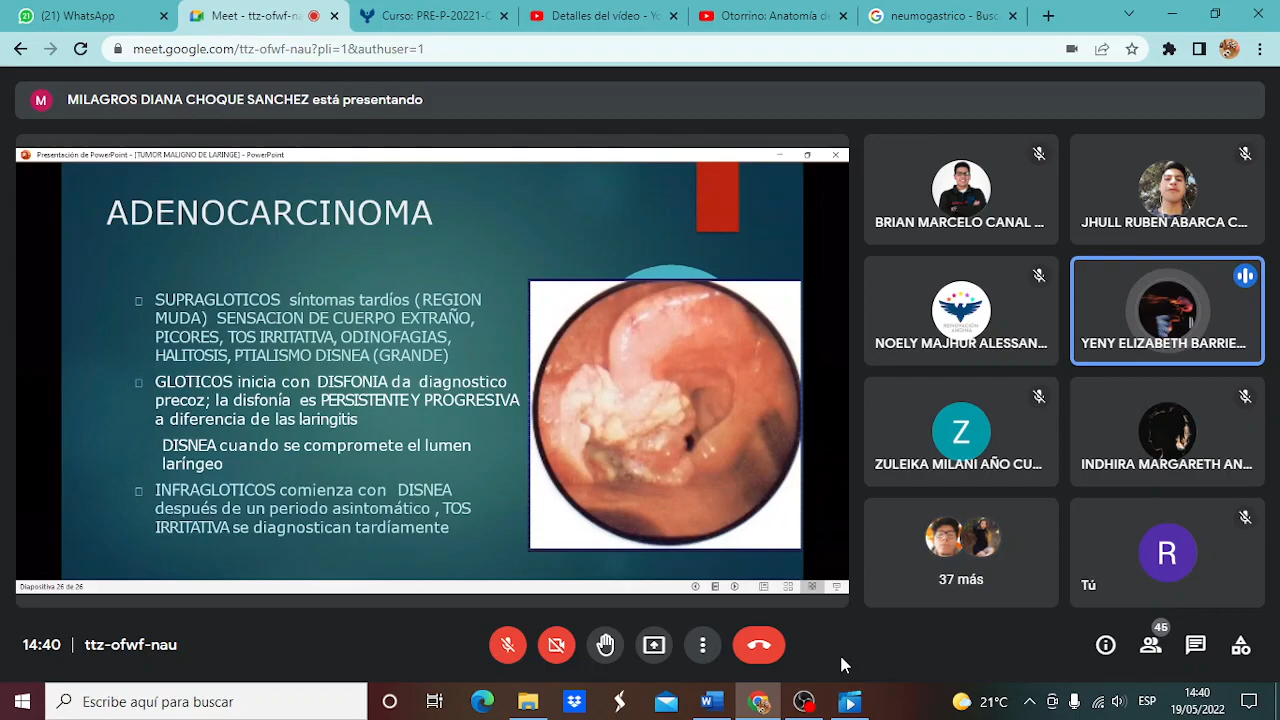 (21) WhatsApp
Meet - ttz-ofwf-na
Curso: PRE-P-20221-C
Detalles del vídeo - Yo
Otorrino: Anatomía de
neumogastrico - Busc
meet.google.com/ttz-ofwf-nau?pli=1&authuser=1
M
MILAGROS DIANA CHOQUE SANCHEZ está presentando
Presentación de PowerPoint - [TUMOR MALIGNO DE LARINGE] - PowerPoint
ADENOCARCINOMA
SUPRAGLOTICOS síntomas tardíos (REGION
MUDA) SENSACION DE CUERPO EXTRAÑO,
PICORES, TOS IRRITATIVA, ODINOFAGIAS,
HALITOSIS, PTIALISMO DISNEA (GRANDE)
GLOTICOS inicia con DISFONIA da diagnostico
precoz; la disfonía es PERSISTENTE Y PROGRESIVA
a diferencia de las laringitis
DISNEA cuando se compromete el lumen
laríngeo
INFRAGLOTICOS comienza con DISNEA
después de un periodo asintomático , TOS
IRRITATIVA se diagnostican tardíamente
Diapositiva 26 de 26
BRIAN MARCELO CANAL ...
JHULL RUBEÑ ABARCA C...
RENOVACIÓN
ANDINA
NOELY MAJHUR ALESSAN...
YENY ELIZABETH BARRIE...
Z
ZULEIKA MILANI AÑO CU...
INDHIRA MARGARETH AN...
37 más
R
Tú
14:40 | ttz-ofwf-nau
45
Escribe aquí para buscar
21°C
ESP
14:40
19/05/2022